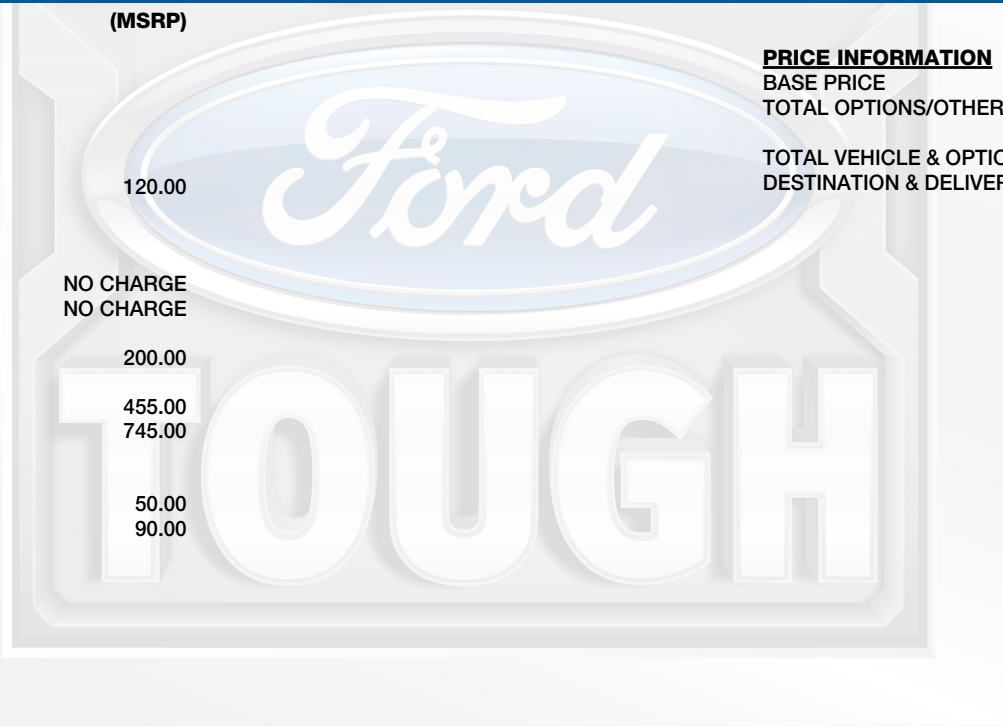 (MSRP)
PRICE INFORMATION
BASE PRICE
TOTAL OPTIONS/OTHER
TOTAL VEHICLE & OPTIO
DESTINATION & DELIVER
120.00
NO CHARGE
NO CHARGE
200.00
455.00
745.00
50.00
90.00
Ford
TOUGH